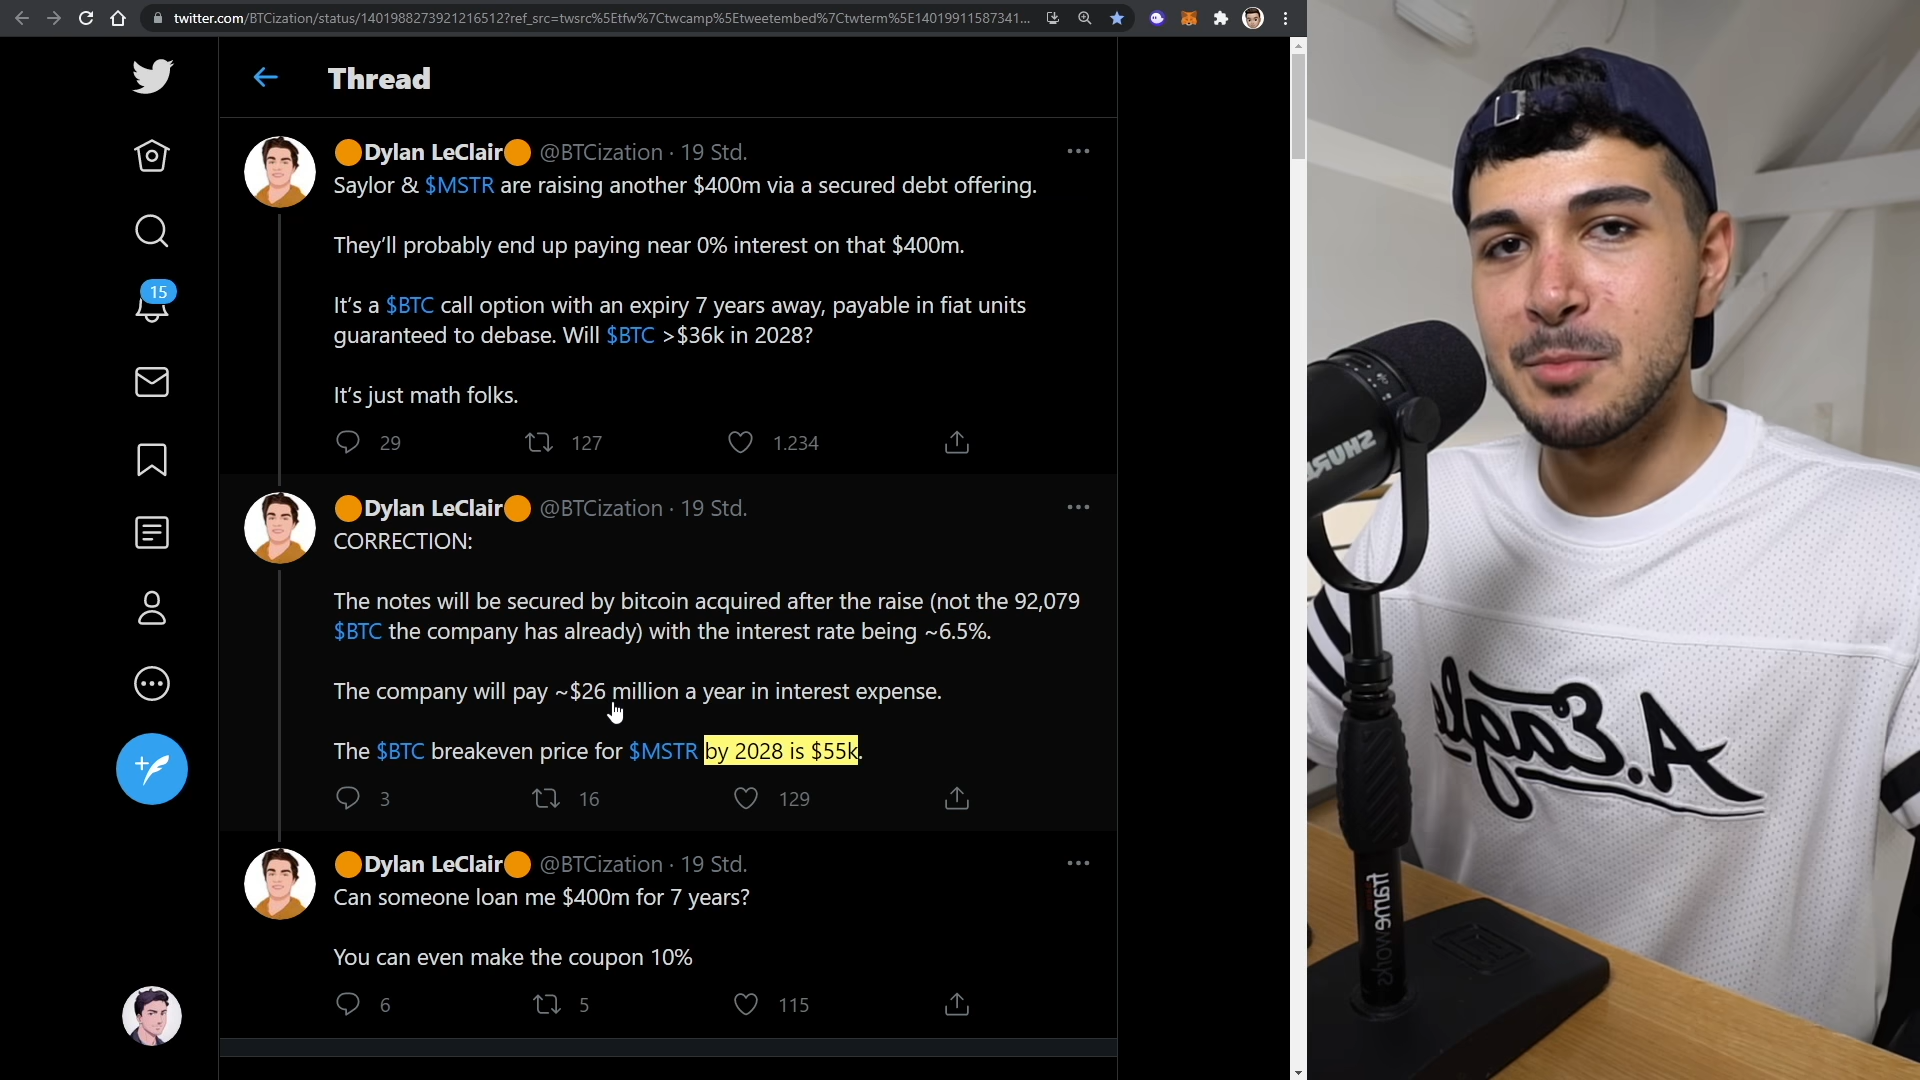 twitter.com/BTCization/status/1401988273921216512?ref_src=twsrc%5Etfw%7Ctwcamp%5Etweetembed%7Ctwterm%5E14019911587341...
Thread
Dylan LeClair @BTCization · 19 Std.
Saylor & $MSTR are raising another $400m via a secured debt offering.
They'll probably end up paying near 0% interest on that $400m.
It's a $BTC call option with an expiry 7 years away, payable in fiat units
guaranteed to debase. Will $BTC >$36k in 2028?
It's just math folks.
29 127 1.234
15
Dylan LeClair @BTCization · 19 Std.
CORRECTION:
The notes will be secured by bitcoin acquired after the raise (not the 92,079
$BTC the company has already) with the interest rate being ~6.5%.
The company will pay ~$26 million a year in interest expense.
The $BTC breakeven price for $MSTR by 2028 is $55k.
3 16 129
Dylan LeClair @BTCization · 19 Std.
Can someone loan me $400m for 7 years?
You can even make the coupon 10%
6 5 115
SHURE
A.Eagle
frameworks